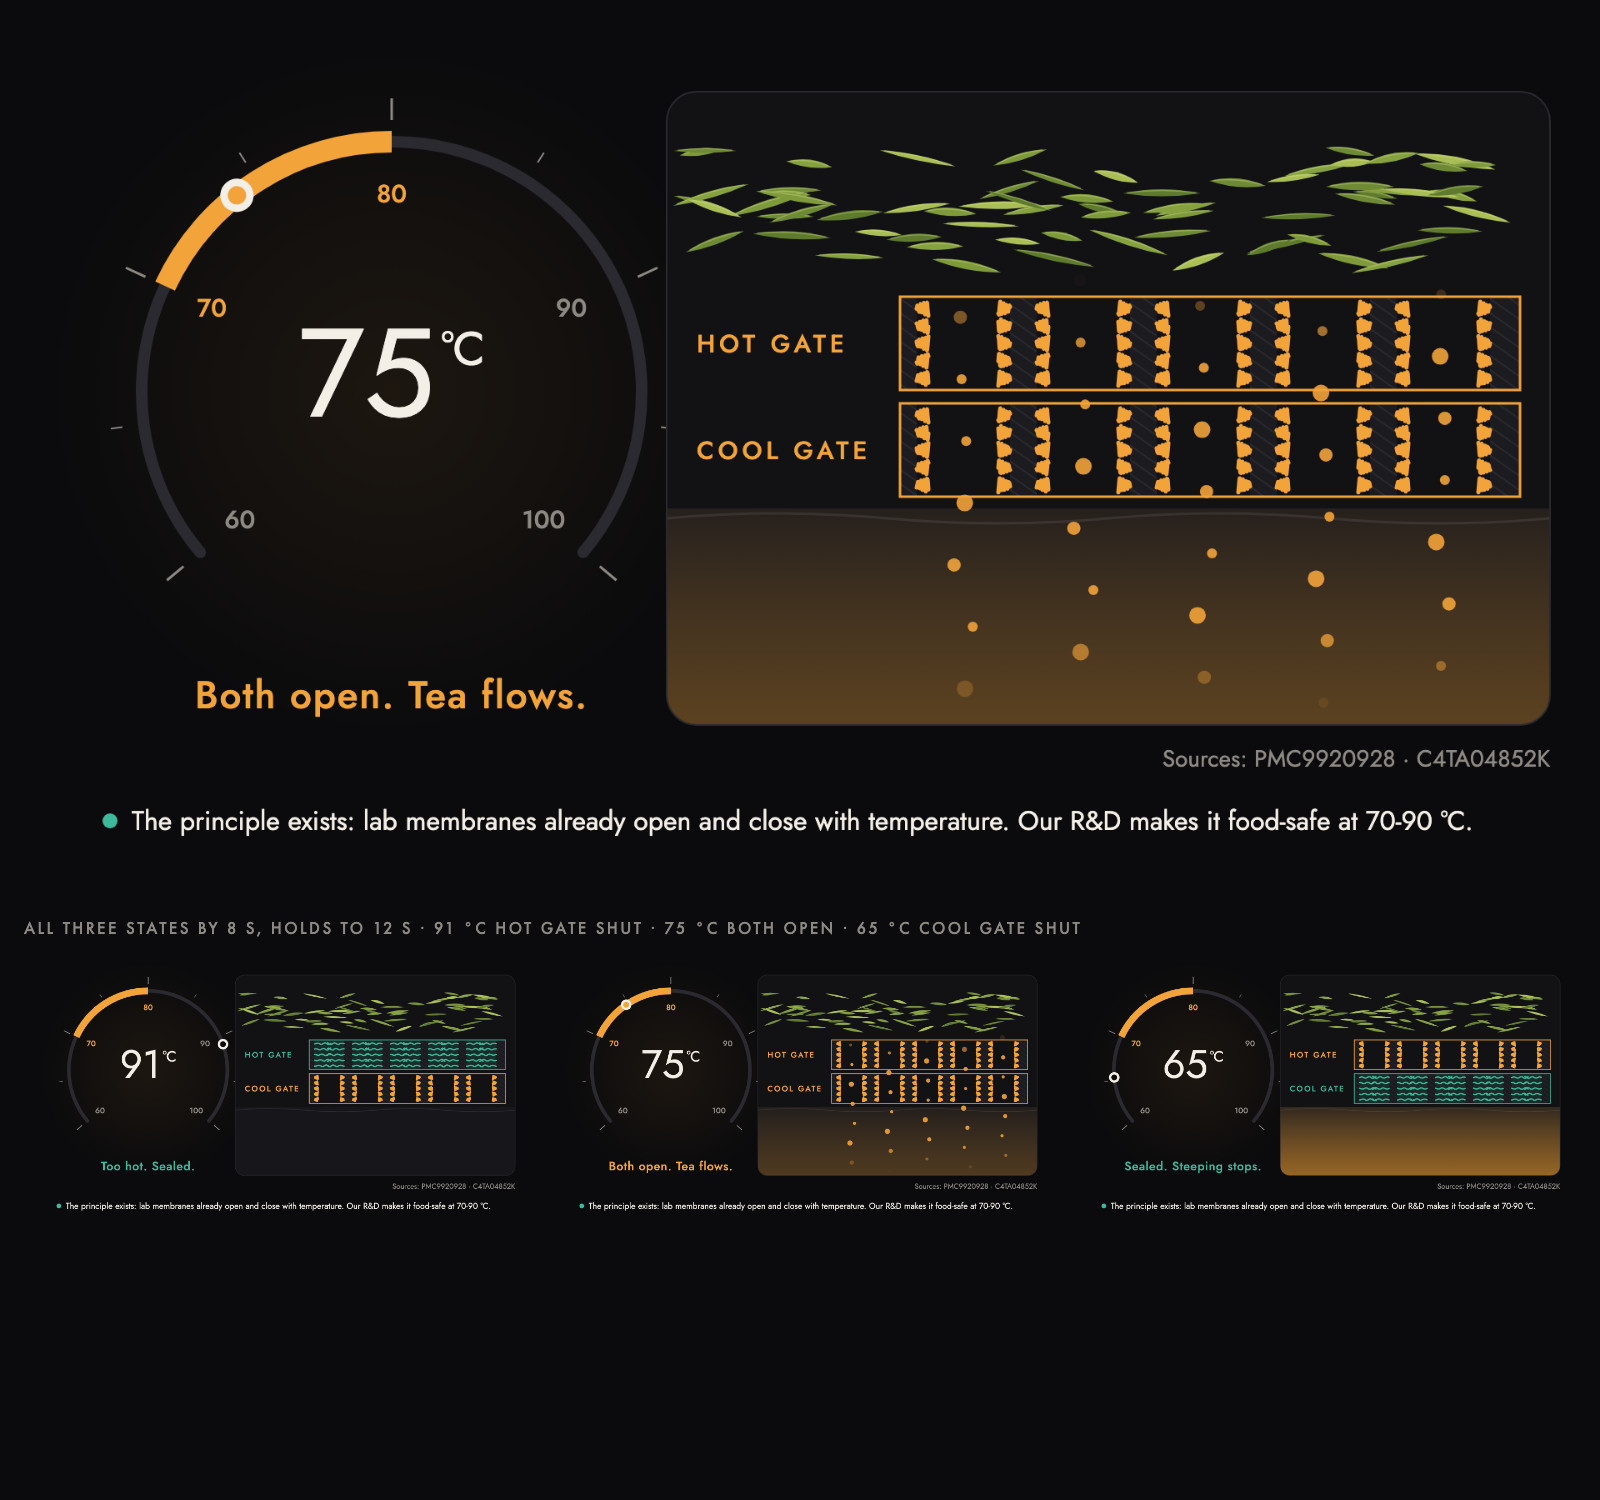 80
70
90
75°C
60
100
Both open. Tea flows.
HOT GATE
COOL GATE
Sources: PMC9920928 · C4TA04852K
The principle exists: lab membranes already open and close with temperature. Our R&D makes it food-safe at 70-90 °C.
ALL THREE STATES BY 8 S, HOLDS TO 12 S · 91 °C HOT GATE SHUT · 75 °C BOTH OPEN · 65 °C COOL GATE SHUT
80
70
90
91°C
60
100
Too hot. Sealed.
HOT GATE
COOL GATE
Sources: PMC9920928 · C4TA04852K
The principle exists: lab membranes already open and close with temperature. Our R&D makes it food-safe at 70-90 °C.
80
70
90
75°C
60
100
Both open. Tea flows.
HOT GATE
COOL GATE
Sources: PMC9920928 · C4TA04852K
The principle exists: lab membranes already open and close with temperature. Our R&D makes it food-safe at 70-90 °C.
80
70
90
65°C
60
100
Sealed. Steeping stops.
HOT GATE
COOL GATE
Sources: PMC9920928 · C4TA04852K
The principle exists: lab membranes already open and close with temperature. Our R&D makes it food-safe at 70-90 °C.